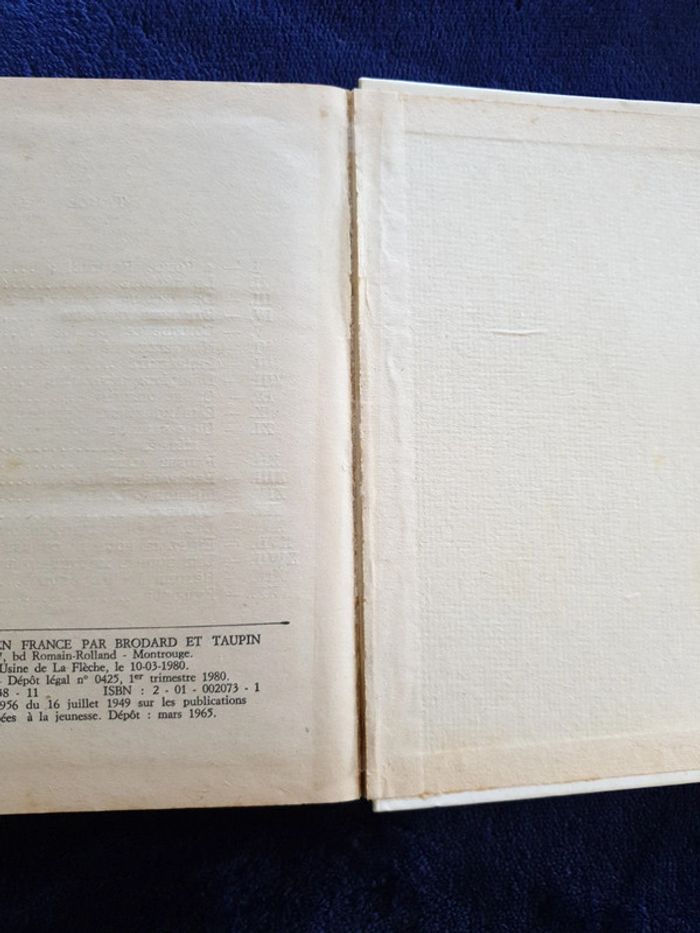 EN FRANCE PAR BRODARD ET TAUPIN
7, bd Romain-Rolland - Montrouge.
Usine de La Flèche, le 10-03-1980.
- Dépôt légal n° 0425, 1er trimestre 1980.
- 11 ISBN : 2 - 01 - 002073 - 1
956 du 16 juillet 1949 sur les publications
ées à la jeunesse. Dépôt : mars 1965.